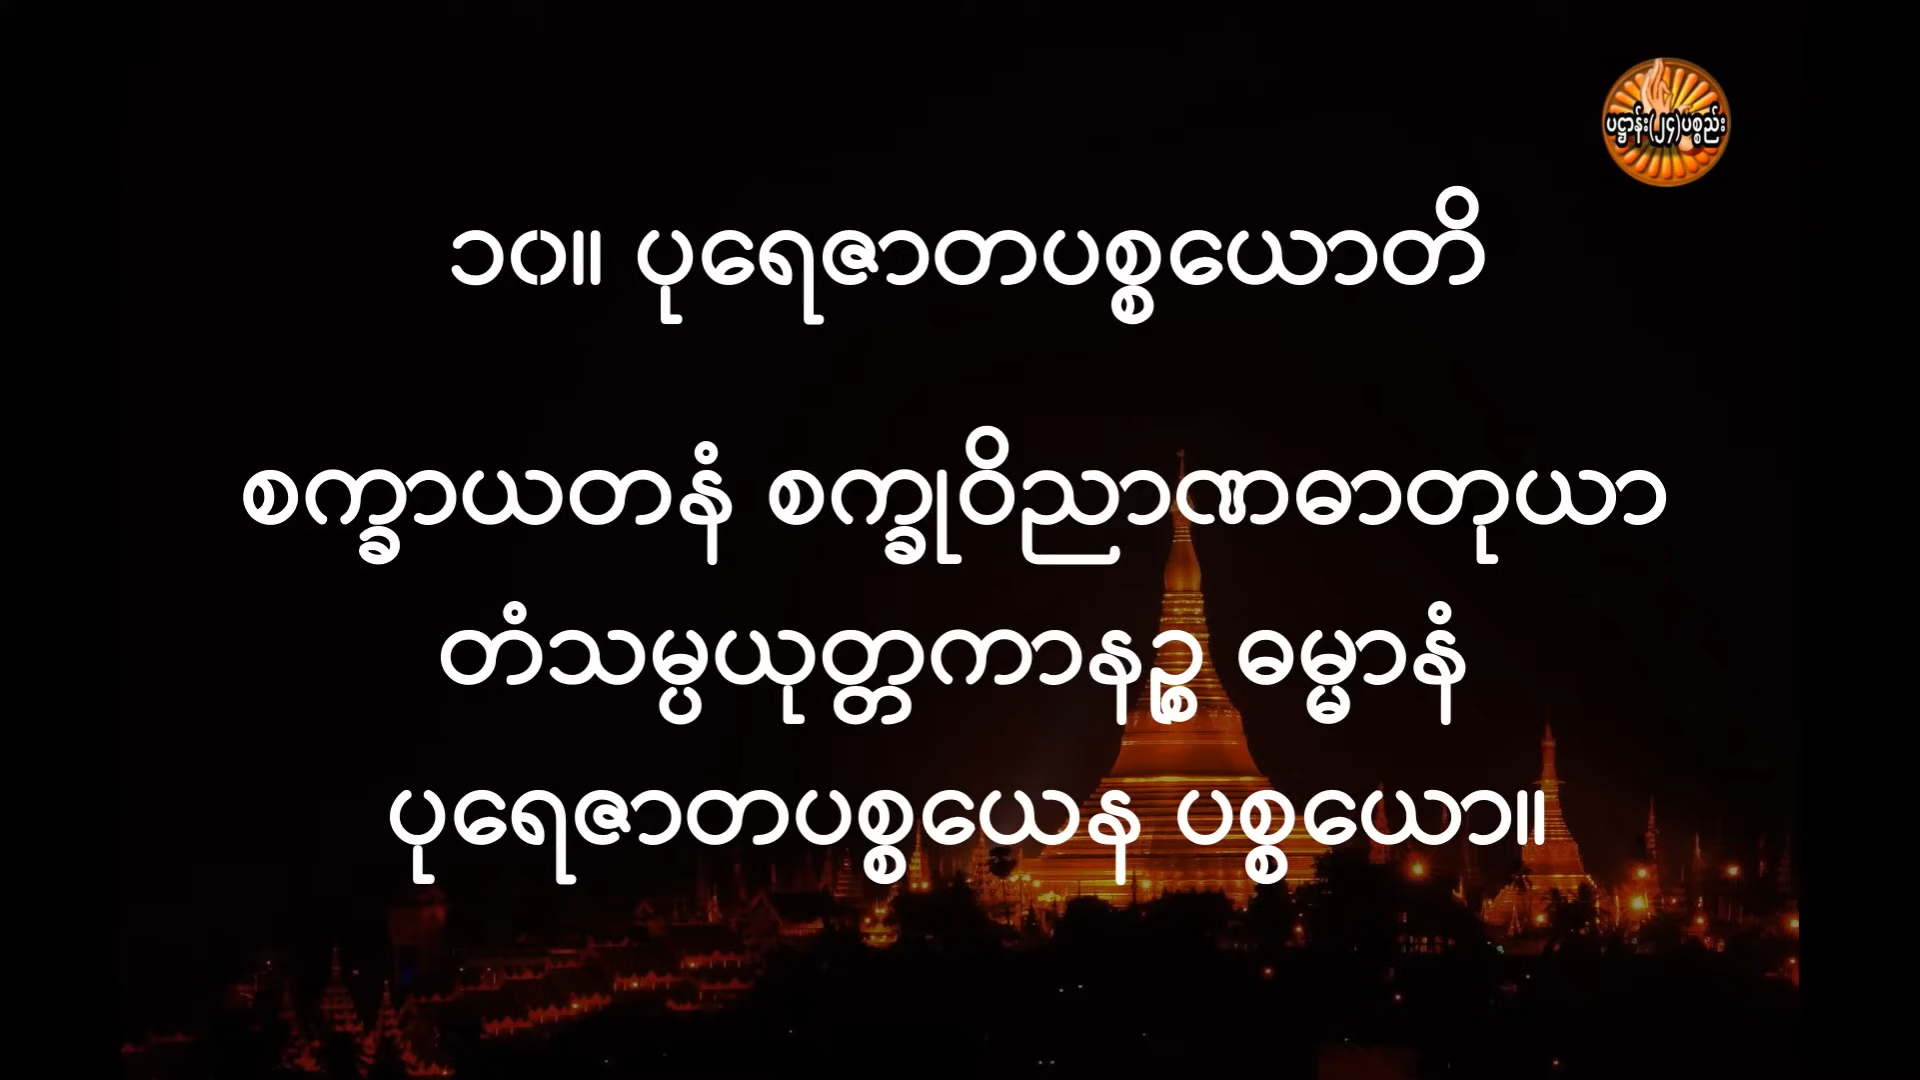 ပဋ္ဌာန်း(၂၄)ပစ္စည်း
၁၀။ ပုရေဇာတပစ္စယောတိ
စက္ခာယတနံ စက္ခုဝိညာဏဓာတုယာ
တံသမ္ပယုတ္တကာနဉ္စ ဓမ္မာနံ
ပုရေဇာတပစ္စယေန ပစ္စယော။